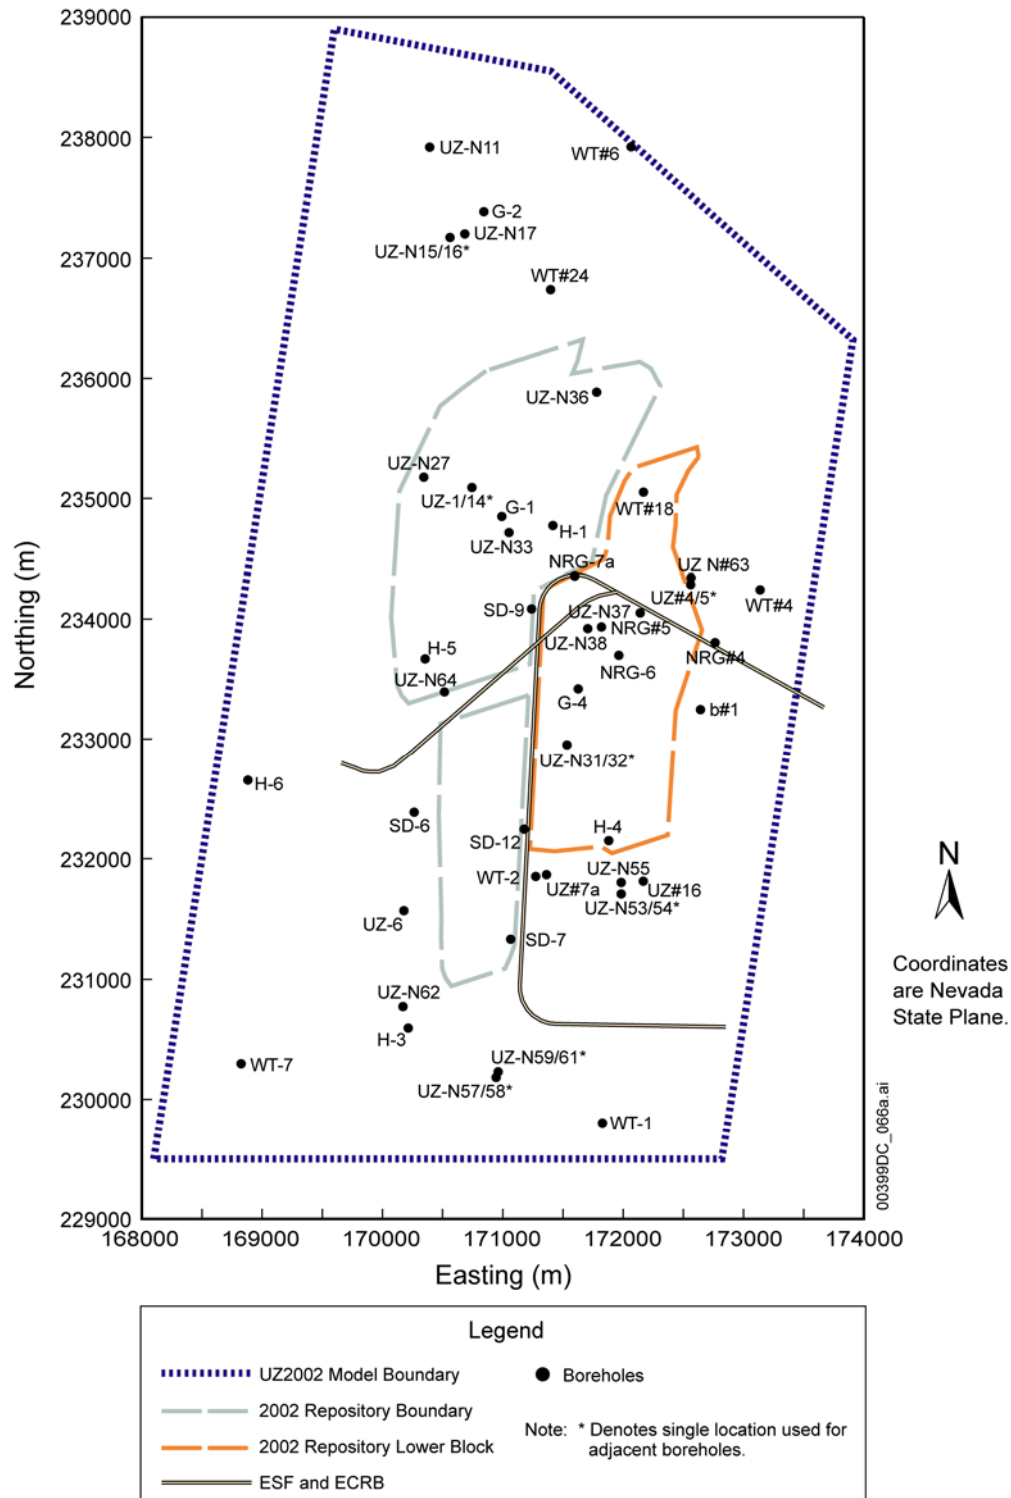 239000
238000
237000
236000
235000
234000
233000
232000
231000
230000
229000
Northing (m)
UZ-N11
WT#6
G-2
UZ-N17
UZ-N15/16*
WT#24
UZ-N36
UZ-N27
UZ-1/14*
WT#18
G-1
H-1
UZ-N33
NRG-7a
UZ N#63
UZ#4/5*
WT#4
SD-9
UZ-N37
NRG#5
UZ-N38
H-5
NRG-6
NRG#4
UZ-N64
G-4
b#1
UZ-N31/32*
H-6
SD-6
H-4
SD-12
UZ-N55
WT-2
UZ#7a
UZ#16
UZ-N53/54*
UZ-6
SD-7
UZ-N62
H-3
UZ-N59/61*
WT-7
UZ-N57/58*
WT-1
N
Coordinates
are Nevada
State Plane.
00399DC_066a.ai
168000 169000 170000 171000 172000 173000 174000
Easting (m)
Legend
UZ2002 Model Boundary
2002 Repository Boundary
2002 Repository Lower Block
ESF and ECRB
Boreholes
Note: * Denotes single location used for
adjacent boreholes.